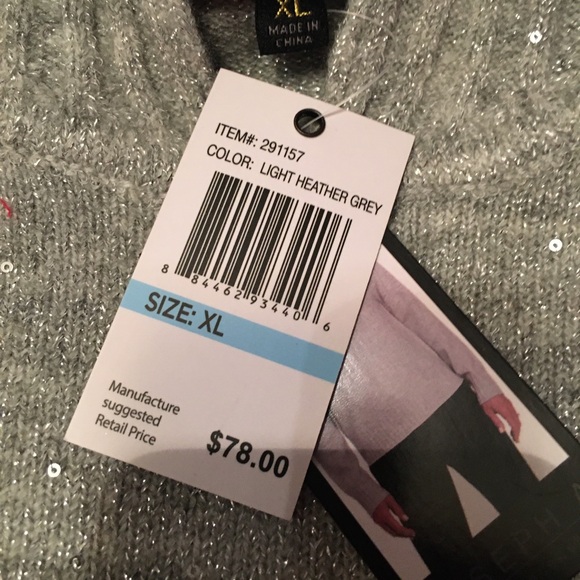 XL
MADE IN
CHINA
ITEM#: 291157
COLOR: LIGHT HEATHER GREY
8 84462 93440 6
SIZE: XL
Manufacture
suggested
Retail Price
$78.00